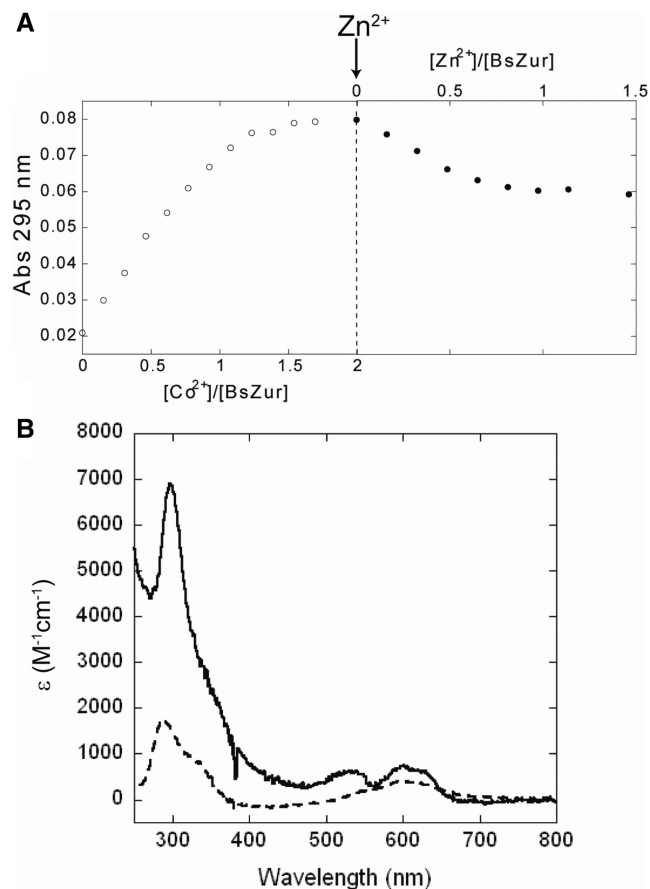 A
Zn2+
[Zn2+]/[BsZur]
0 0.5 1 1.5
0.08
0.07
0.06
0.05
0.04
0.03
0.02
Abs 295 nm
0 0.5 1 1.5 2
[Co2+]/[BsZur]
B
8000
7000
6000
5000
4000
3000
2000
1000
0
ε (M-1cm-1)
300 400 500 600 700 800
Wavelength (nm)